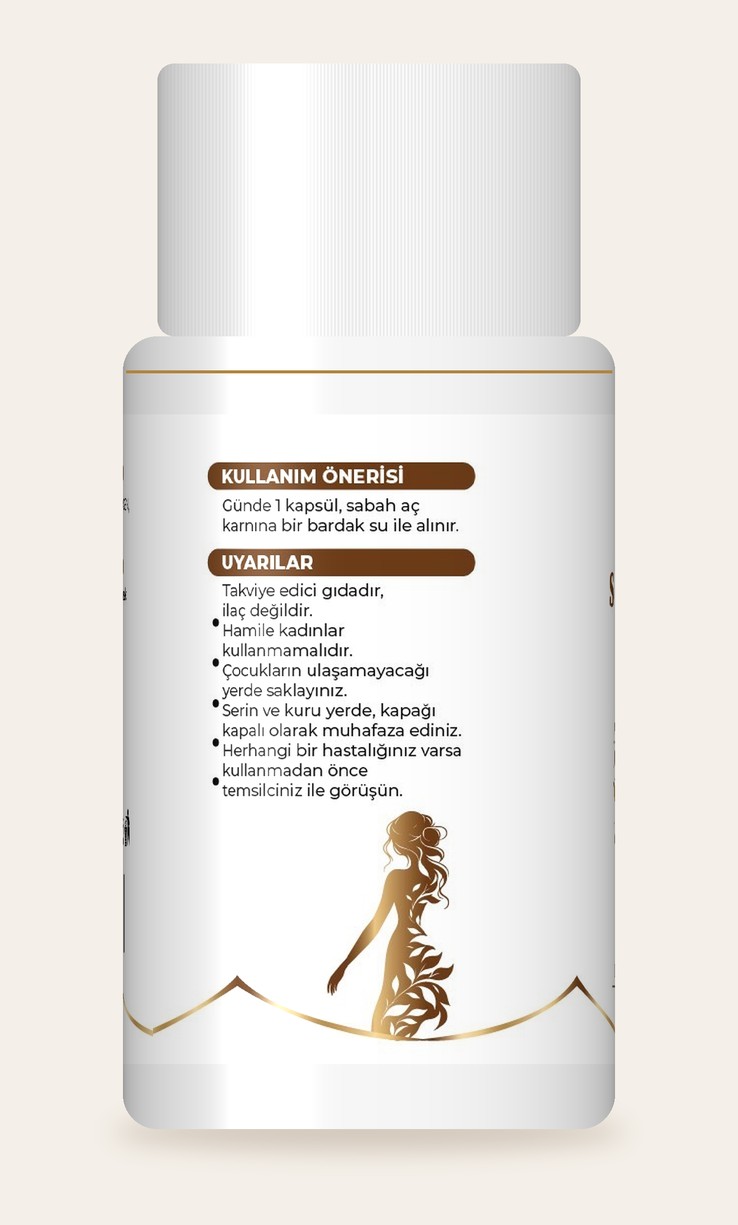 KULLANIM ÖNERİSİ
Günde 1 kapsül, sabah aç
karnına bir bardak su ile alınır.
UYARILAR
Takviye edici gıdadır,
ilaç değildir.
Hamile kadınlar
kullanmamalıdır.
Çocukların ulaşamayacağı
yerde saklayınız.
Serin ve kuru yerde, kapağı
kapalı olarak muhafaza ediniz.
Herhangi bir hastalığınız varsa
kullanmadan önce
temsilciniz ile görüşün.